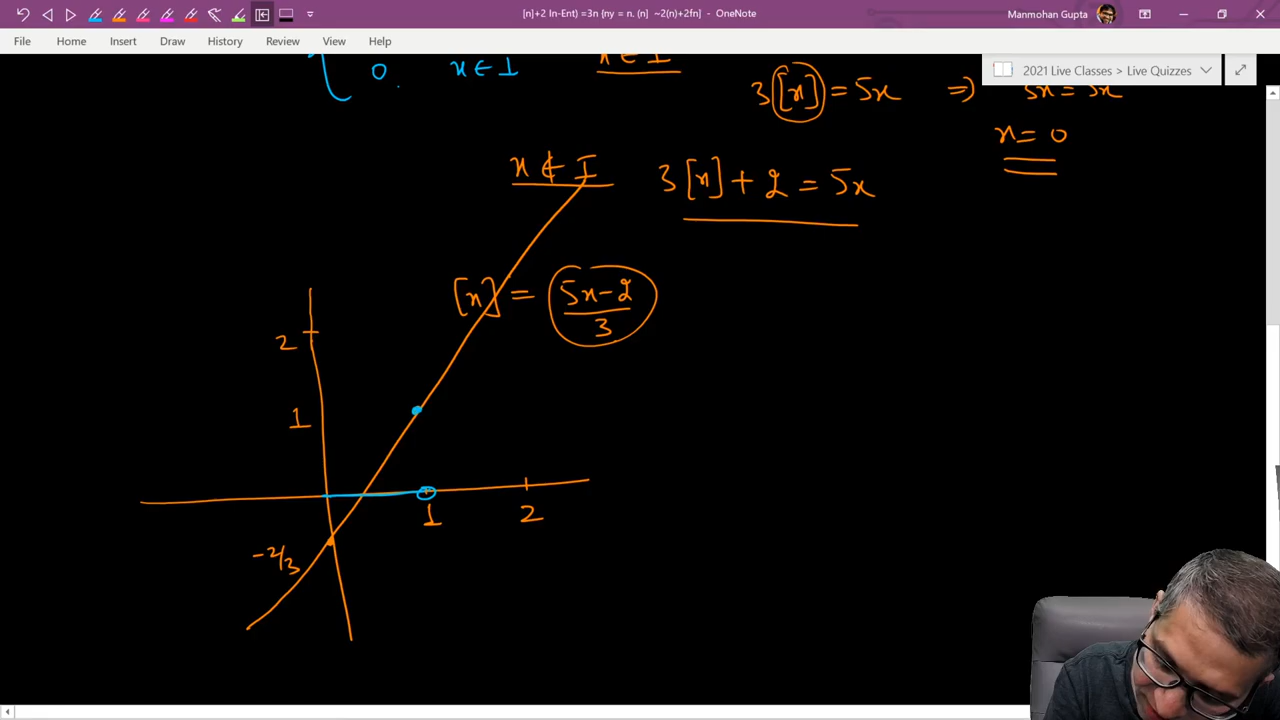 [n]+2 In-Ent) =3n (ny = n. (n] ~2(n)+2fn] - OneNote
Manmohan Gupta
File Home Insert Draw History Review View Help
2021 Live Classes > Live Quizzes
0. x ∈ I
x ∈ I
3[x] = 5x ⇒ 3x = 5x
x = 0
x ∉ I 3[x] + 2 = 5x
[x] = 5x-2/3
2
1
1 2
-2/3